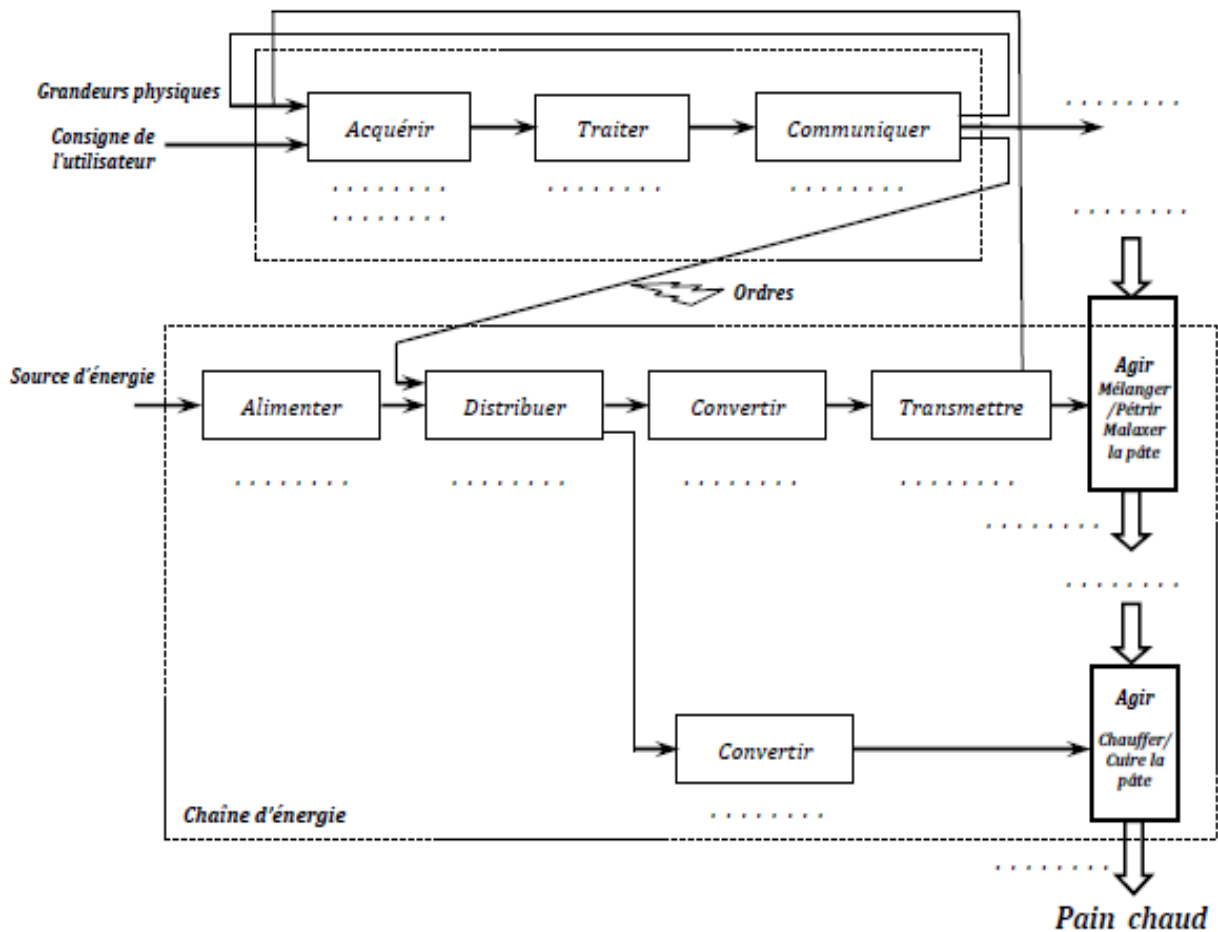 Grandeurs physiques
Consigne de
l'utilisateur
Acquérir
Traiter
Communiquer
. . . . . . . .
. . . . . . . .
. . . . . . . .
. . . . . . . .
. . . . . . . .
. . . . . . . .
Ordres
Source d'énergie
Alimenter
Distribuer
Convertir
Transmettre
Agir
Mélanger
/Pétrir
Malaxer
la pâte
. . . . . . . .
. . . . . . . .
. . . . . . . .
. . . . . . . .
. . . . . . . .
. . . . . . . .
Convertir
Agir
Chauffer/
Cuire la
pâte
. . . . . . . .
Chaîne d'énergie
. . . . . . . .
Pain chaud